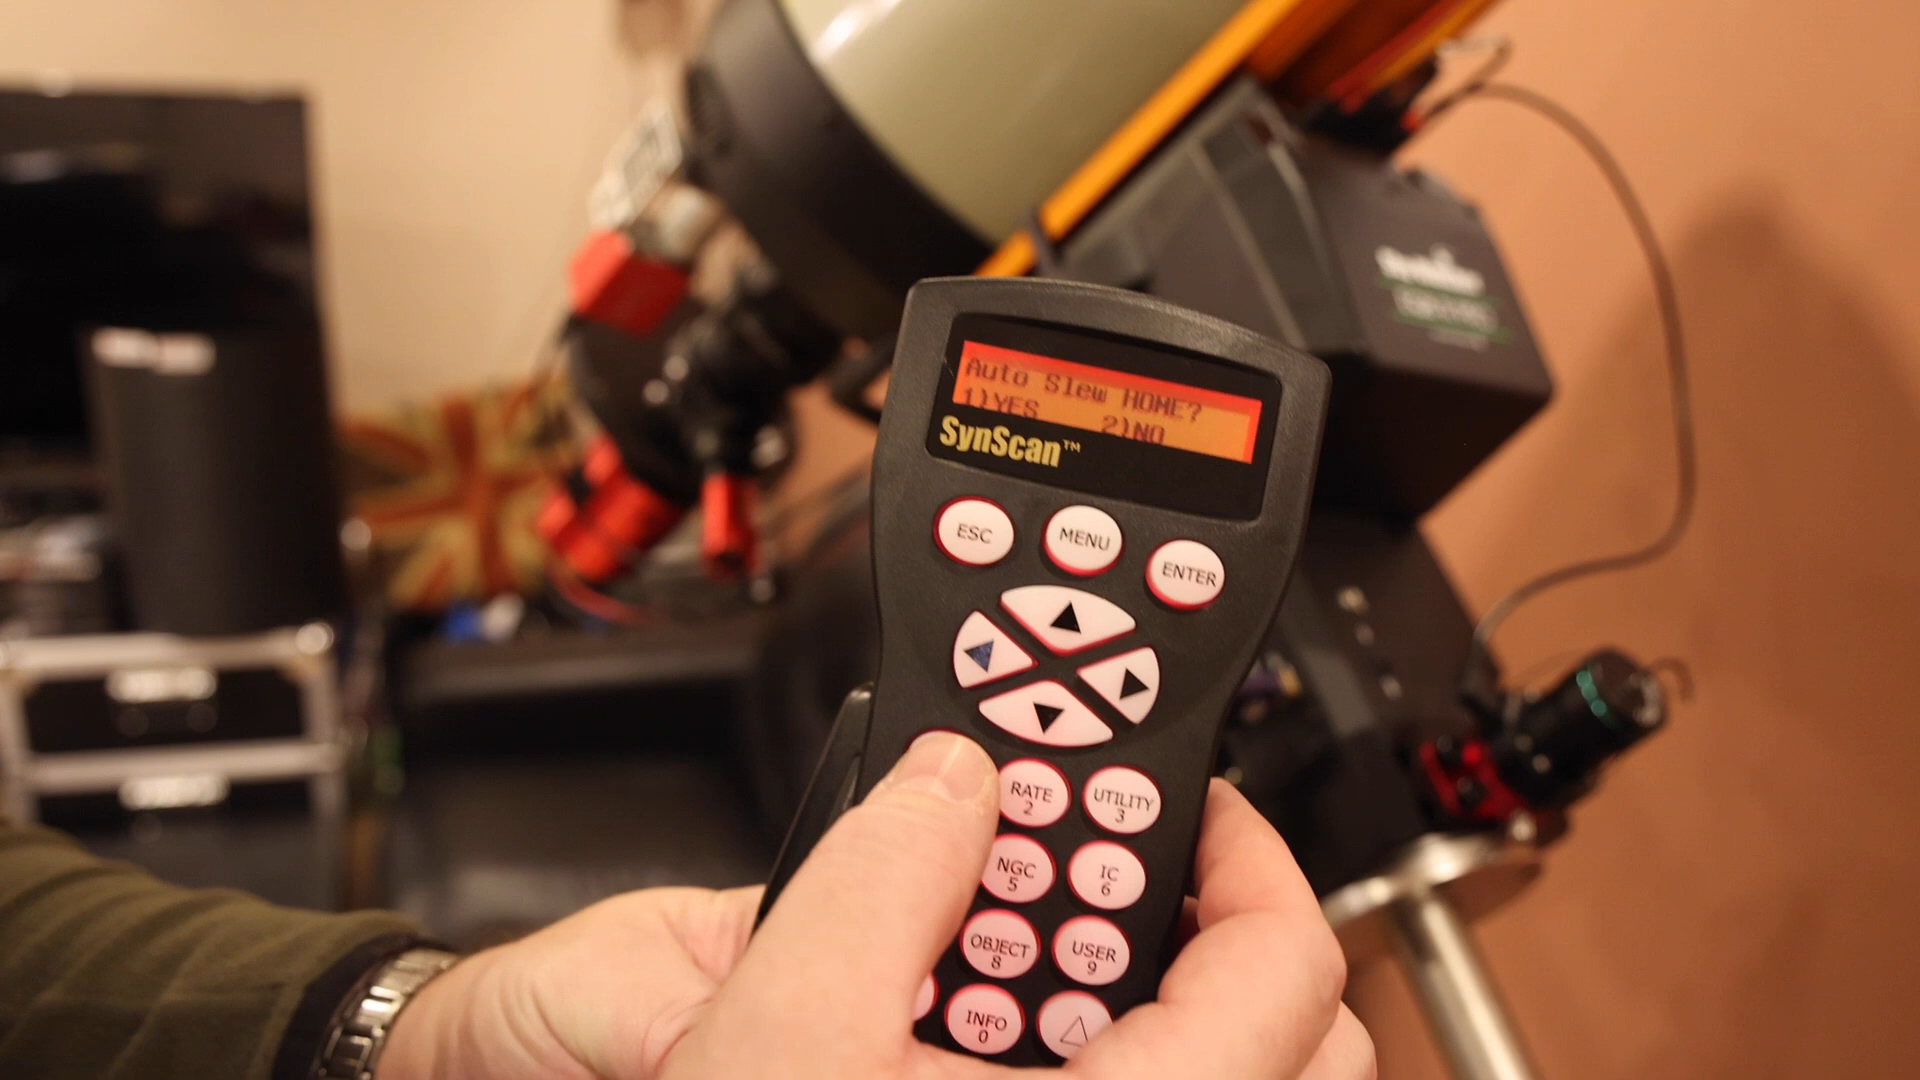 Auto Slew HOME?
1)YES 2)NO
SynScan™
ESC MENU ENTER
RATE UTILITY
2 3
NGC IC
5 6
OBJECT USER
8 9
INFO
0